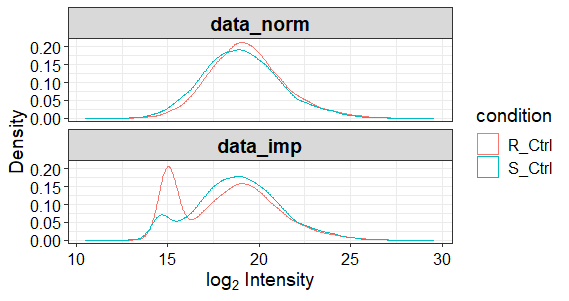 data_norm
0.20
0.15
0.10
0.05
0.00
data_imp
0.20
0.15
0.10
0.05
0.00
10 15 20 25 30
log₂ Intensity
Density
condition
R_Ctrl
S_Ctrl